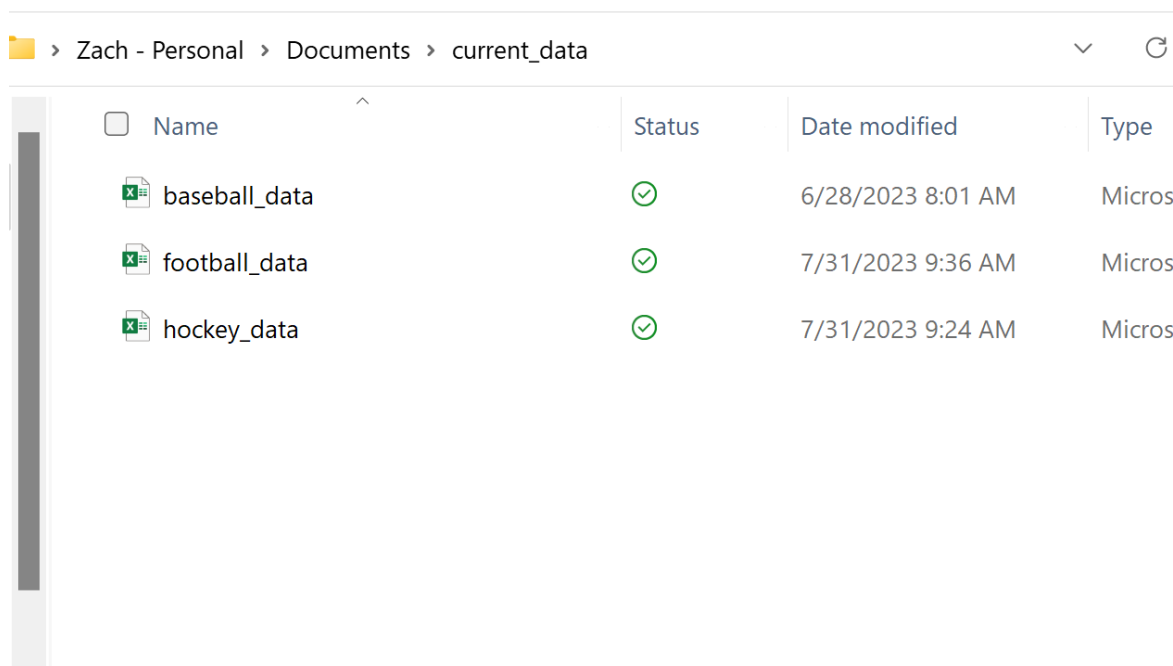 Zach - Personal > Documents > current_data
Name Status Date modified Type
baseball_data 6/28/2023 8:01 AM Micros
football_data 7/31/2023 9:36 AM Micros
hockey_data 7/31/2023 9:24 AM Micros